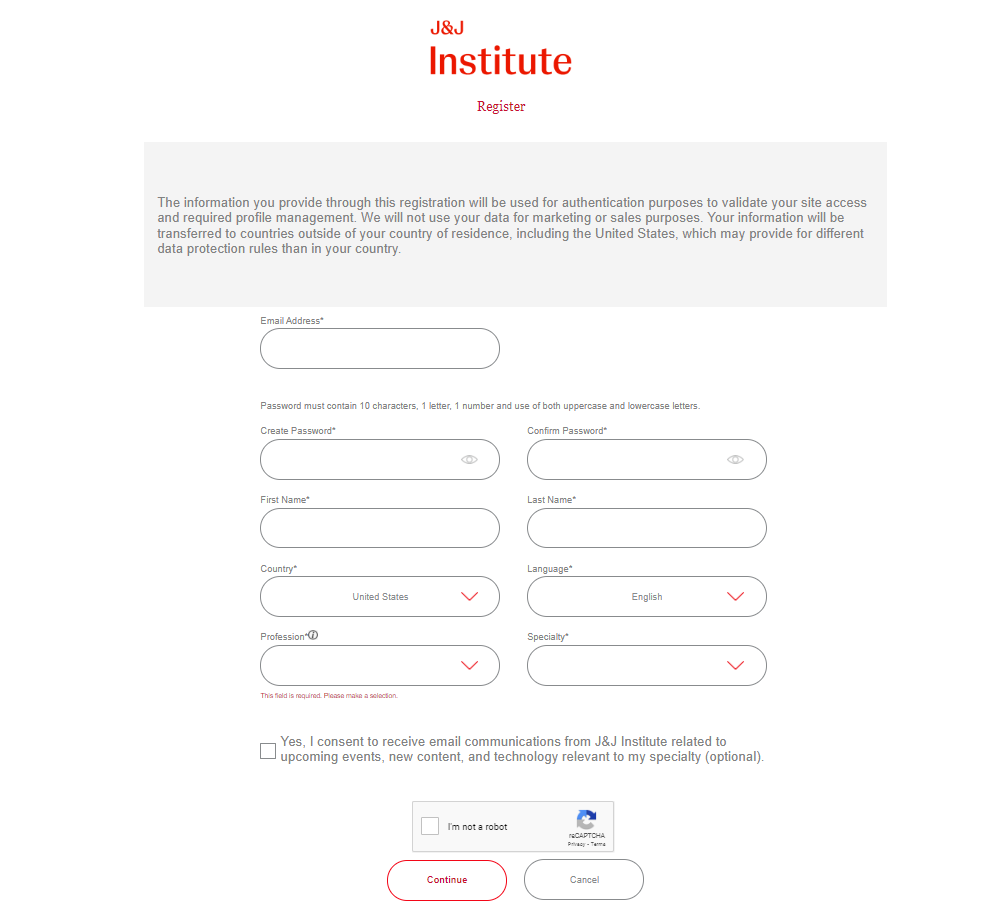 J&J
Institute
Register
The information you provide through this registration will be used for authentication purposes to validate your site access
and required profile management. We will not use your data for marketing or sales purposes. Your information will be
transferred to countries outside of your country of residence, including the United States, which may provide for different
data protection rules than in your country.
Email Address*
Password must contain 10 characters, 1 letter, 1 number and use of both uppercase and lowercase letters.
Create Password* Confirm Password*
First Name* Last Name*
Country* Language*
United States English
Profession* Specialty*
This field is required. Please make a selection.
Yes, I consent to receive email communications from J&J Institute related to
upcoming events, new content, and technology relevant to my specialty (optional).
I'm not a robot
reCAPTCHA
Privacy - Terms
Continue Cancel